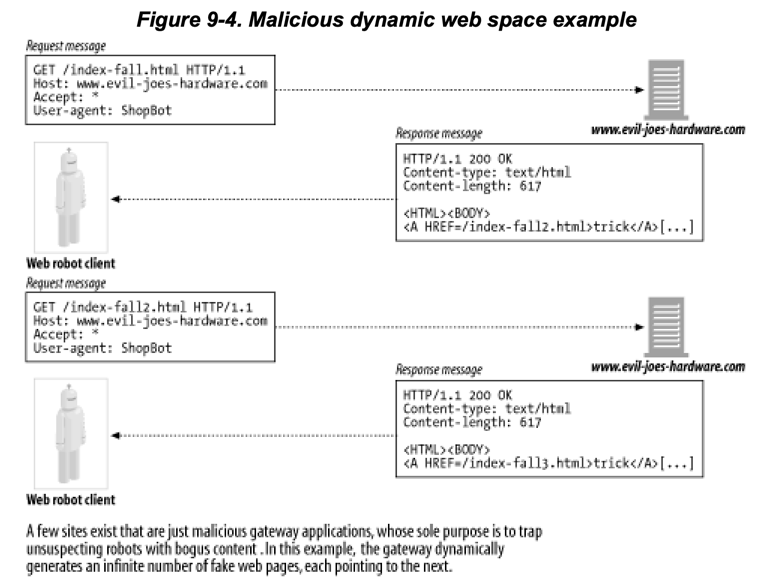 Figure 9-4. Malicious dynamic web space example
Request message
GET /index-fall.html HTTP/1.1
Host: www.evil-joes-hardware.com
Accept: *
User-agent: ShopBot
www.evil-joes-hardware.com
Response message
HTTP/1.1 200 OK
Content-type: text/html
Content-length: 617
<HTML><BODY>
<A HREF=/index-fall2.html>trick</A>[...]
Web robot client
Request message
GET /index-fall2.html HTTP/1.1
Host: www.evil-joes-hardware.com
Accept: *
User-agent: ShopBot
www.evil-joes-hardware.com
Response message
HTTP/1.1 200 OK
Content-type: text/html
Content-length: 617
<HTML><BODY>
<A HREF=/index-fall3.html>trick</A>[...]
Web robot client
A few sites exist that are just malicious gateway applications, whose sole purpose is to trap
unsuspecting robots with bogus content . In this example, the gateway dynamically
generates an infinite number of fake web pages, each pointing to the next.